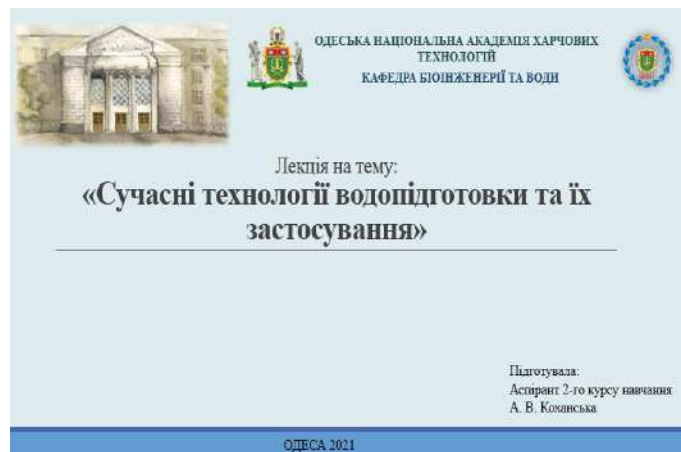 ОДЕСЬКА НАЦІОНАЛЬНА АКАДЕМІЯ ХАРЧОВИХ
ТЕХНОЛОГІЙ
КАФЕДРА БІОІНЖЕНЕРІЇ ТА ВОДИ
Лекція на тему:
«Сучасні технології водопідготовки та їх
застосування»
Підготувала:
Аспірант 2-го курсу навчання
А. В. Коханська
ОДЕСА 2021